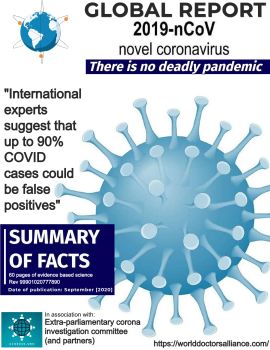 GLOBAL REPORT
2019-nCoV
novel coronavirus
There is no deadly pandemic
"International
experts
suggest that
up to 90%
COVID
cases could
be false
positives"
SUMMARY
OF FACTS
60 pages of evidence based science
Rev 99901020777890
Date of publication: September [2020]
In association with:
Extra-parliamentary corona
investigation committee
(and partners)
https://worlddoctorsalliance.com/